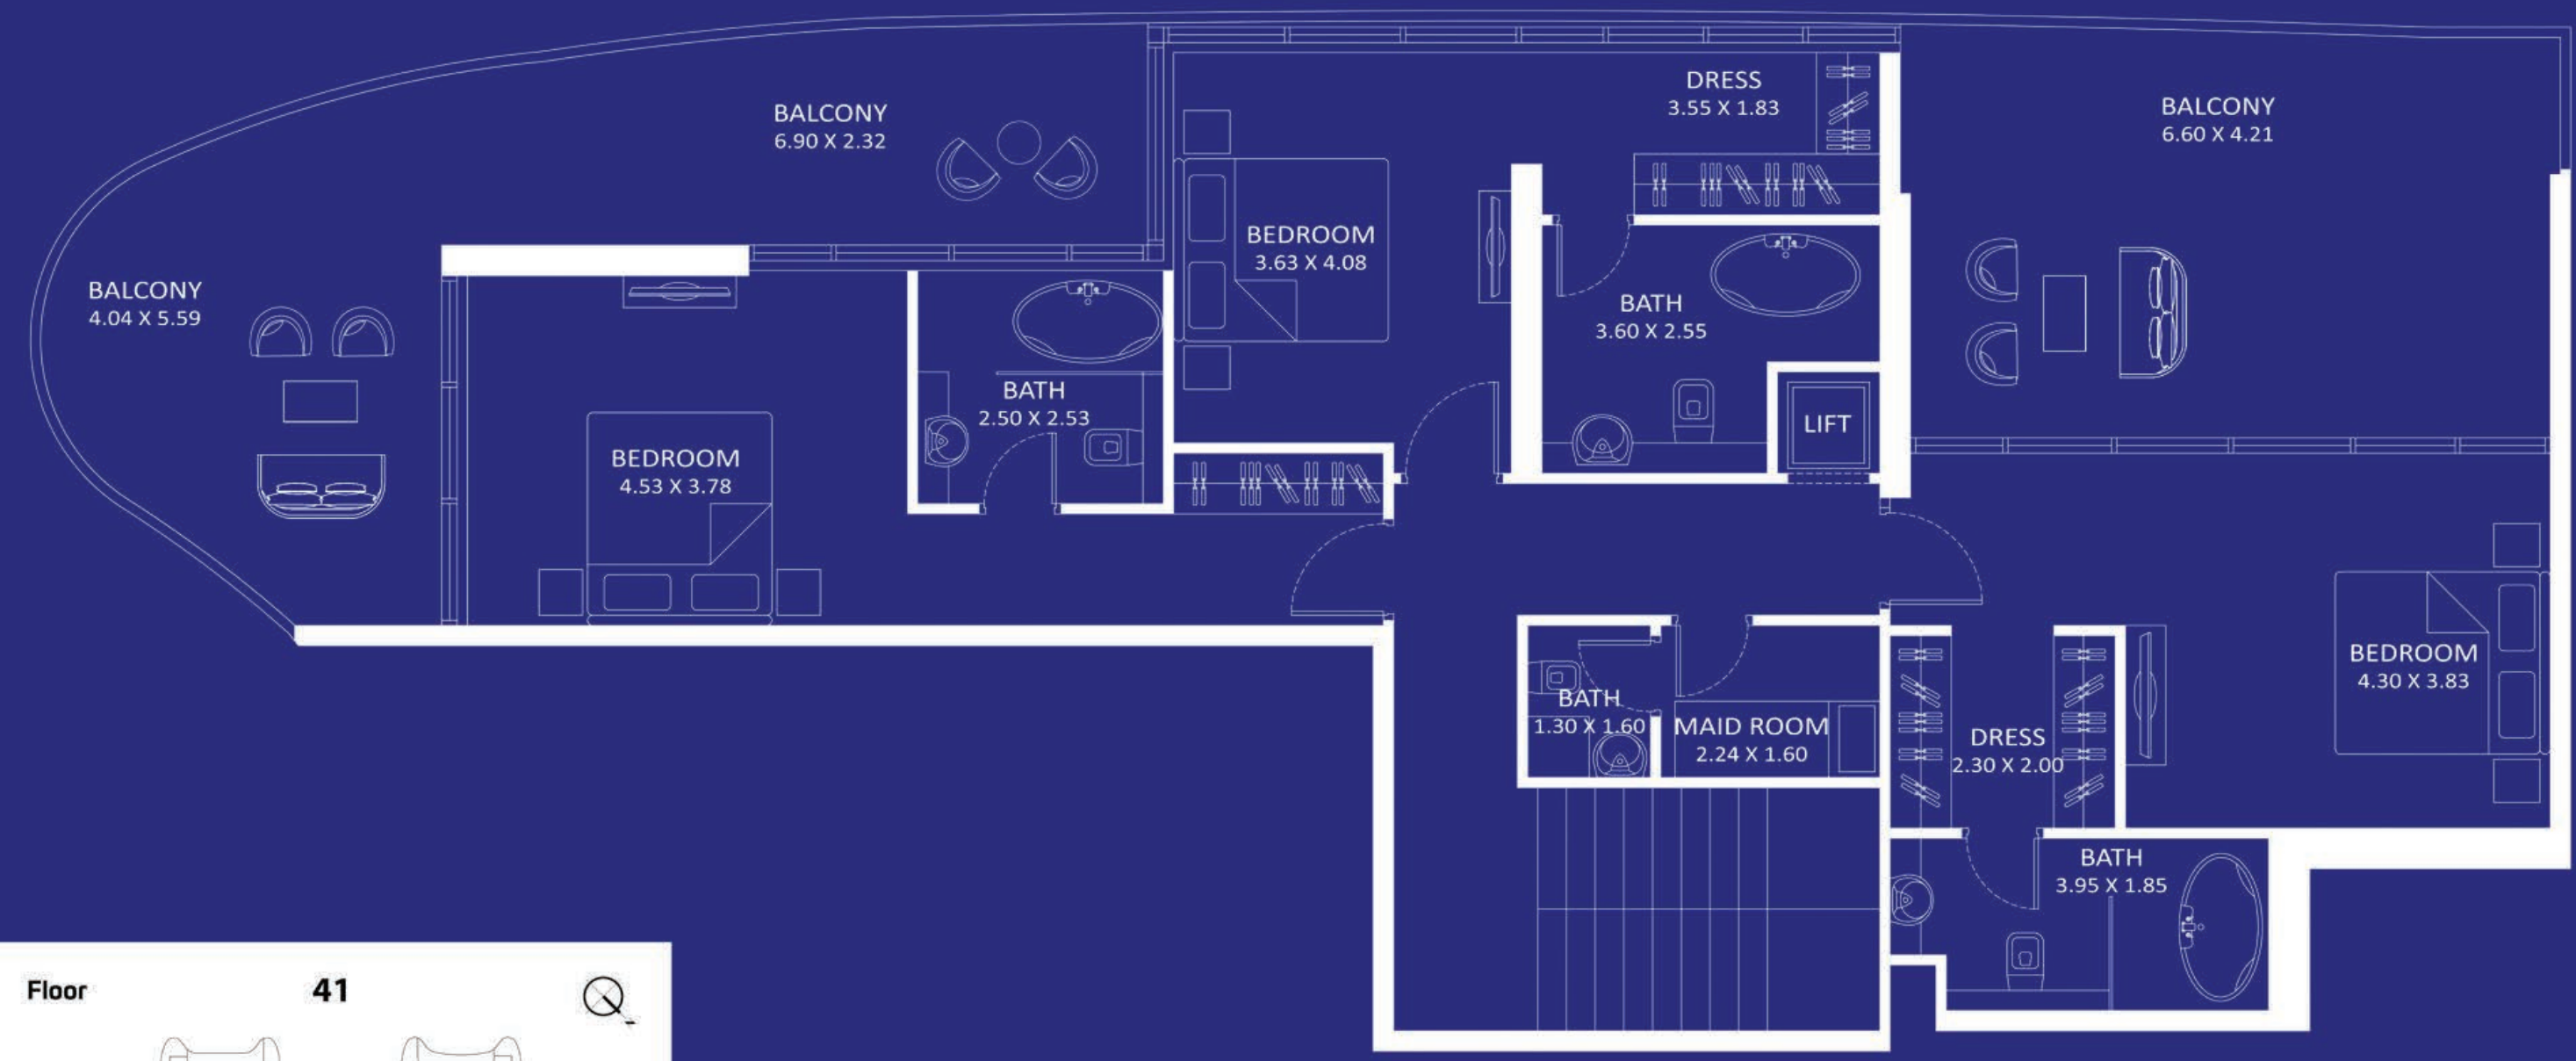 BALCONY
6.90 X 2.32
DRESS
3.55 X 1.83
BALCONY
6.60 X 4.21
BALCONY
4.04 X 5.59
BEDROOM
3.63 X 4.08
BATH
3.60 X 2.55
BATH
2.50 X 2.53
LIFT
BEDROOM
4.53 X 3.78
BATH
1.30 X 1.60
MAID ROOM
2.24 X 1.60
DRESS
2.30 X 2.00
BEDROOM
4.30 X 3.83
BATH
3.95 X 1.85
Floor 41